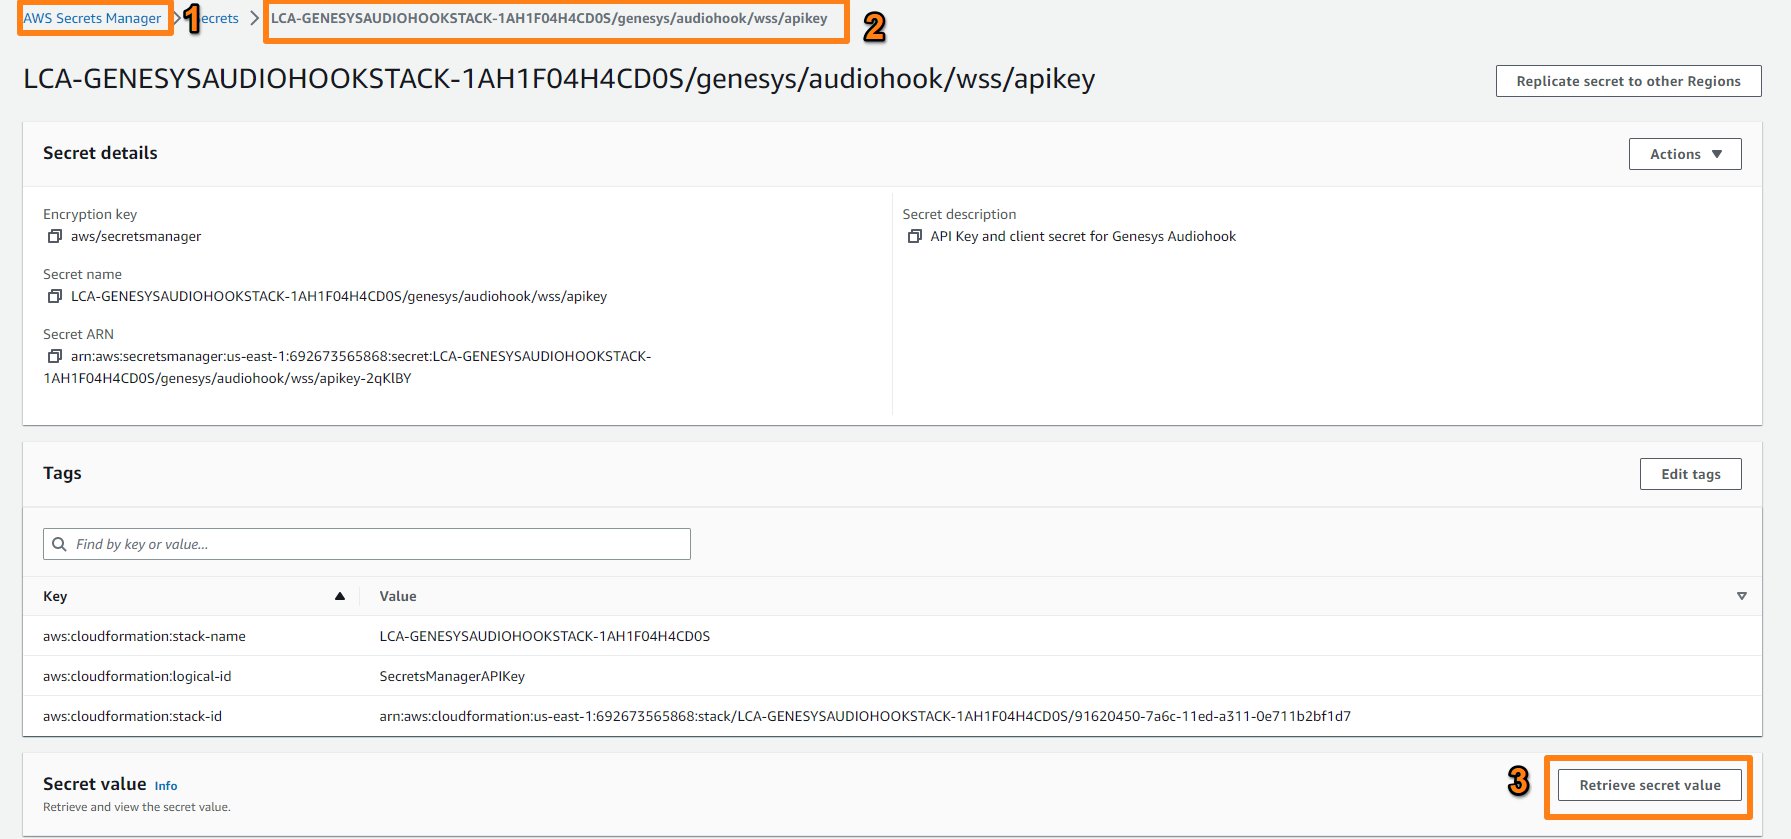 AWS Secrets Manager > 1 ecrets > LCA-GENESYSAUDIOHOOKSTACK-1AH1F04H4CD0S/genesys/audiohook/wss/apikey 2
LCA-GENESYSAUDIOHOOKSTACK-1AH1F04H4CD0S/genesys/audiohook/wss/apikey
Replicate secret to other Regions
Secret details
Actions
Encryption key
aws/secretsmanager
Secret name
LCA-GENESYSAUDIOHOOKSTACK-1AH1F04H4CD0S/genesys/audiohook/wss/apikey
Secret ARN
arn:aws:secretsmanager:us-east-1:692673565868:secret:LCA-GENESYSAUDIOHOOKSTACK-
1AH1F04H4CD0S/genesys/audiohook/wss/apikey-2qKlBY
Secret description
API Key and client secret for Genesys Audiohook
Tags
Edit tags
Find by key or value...
Key Value
aws:cloudformation:stack-name LCA-GENESYSAUDIOHOOKSTACK-1AH1F04H4CD0S
aws:cloudformation:logical-id SecretsManagerAPIKey
aws:cloudformation:stack-id arn:aws:cloudformation:us-east-1:692673565868:stack/LCA-GENESYSAUDIOHOOKSTACK-1AH1F04H4CD0S/91620450-7a6c-11ed-a311-0e711b2bf1d7
Secret value Info
Retrieve and view the secret value.
3 Retrieve secret value